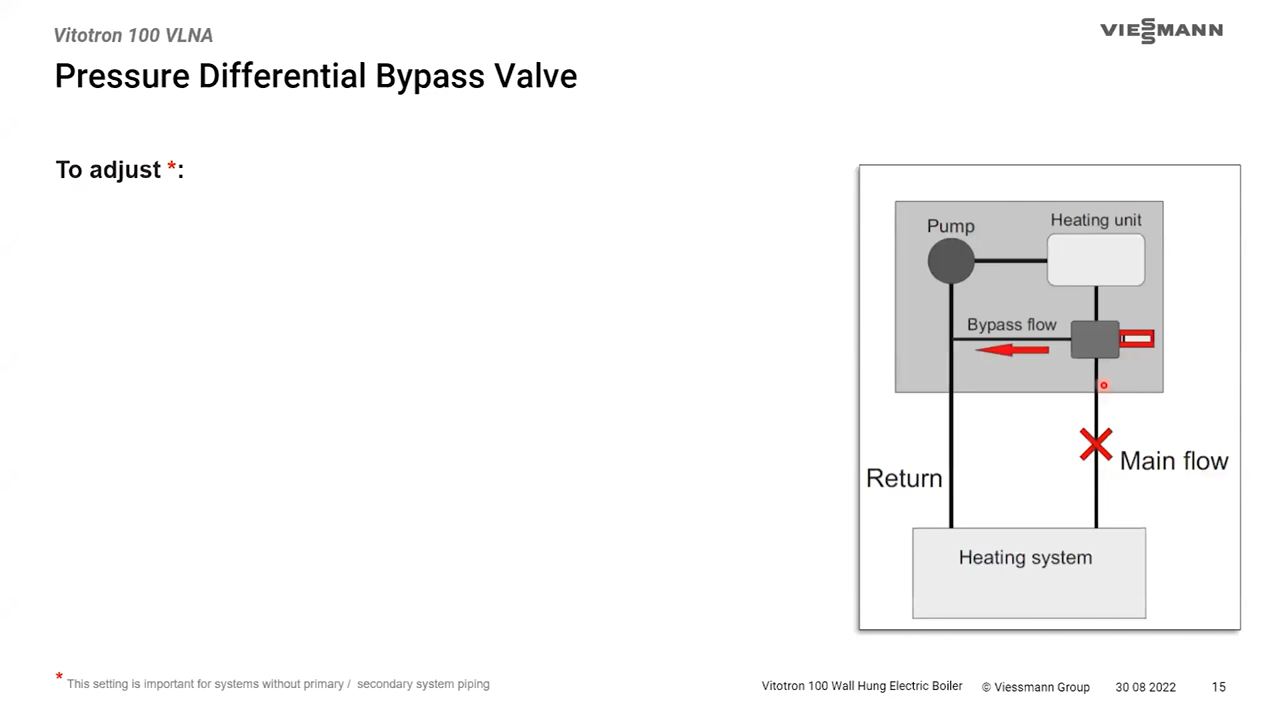 Vitotron 100 VLNA
VIESSMANN
Pressure Differential Bypass Valve
To adjust *:
Pump
Heating unit
Bypass flow
Return
Main flow
Heating system
* This setting is important for systems without primary / secondary system piping
Vitotron 100 Wall Hung Electric Boiler © Viessmann Group 30 08 2022 15